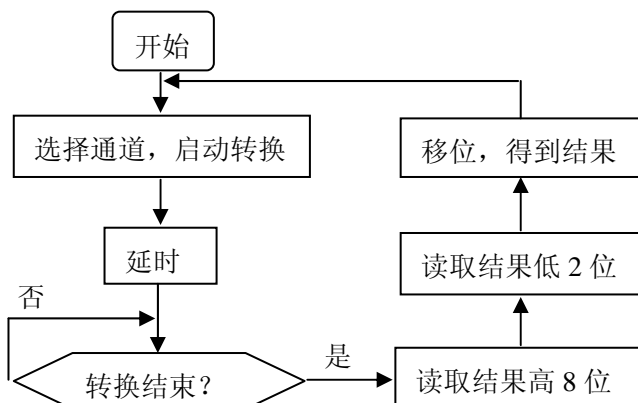 开始
选择通道，启动转换
延时
否
转换结束？
是
读取结果高 8 位
读取结果低 2 位
移位，得到结果